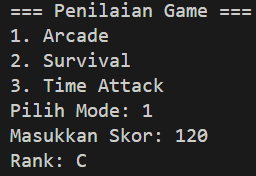 === Penilaian Game ===
1. Arcade
2. Survival
3. Time Attack
Pilih Mode: 1
Masukkan Skor: 120
Rank: C